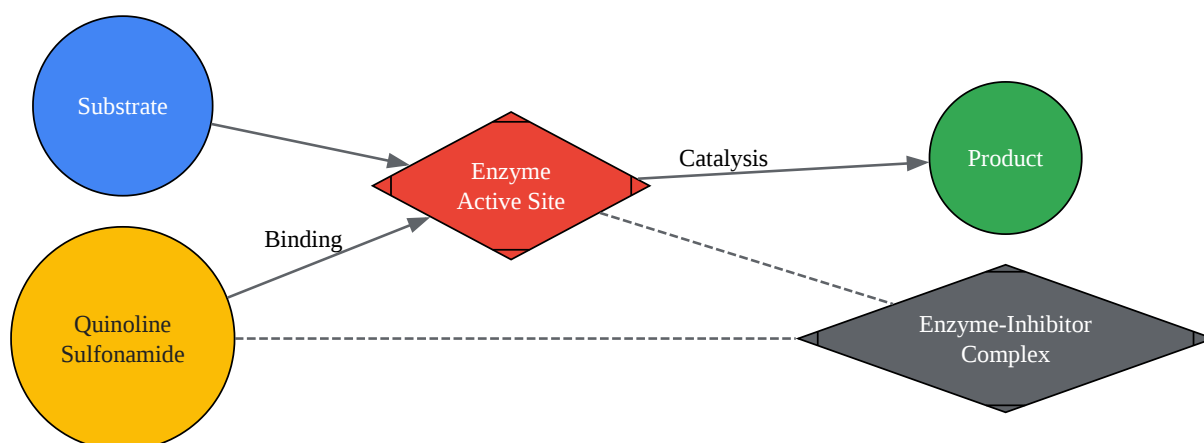 Substrate
Quinoline
Sulfonamide
Binding
Enzyme
Active Site
Catalysis
Product
Enzyme-Inhibitor
Complex